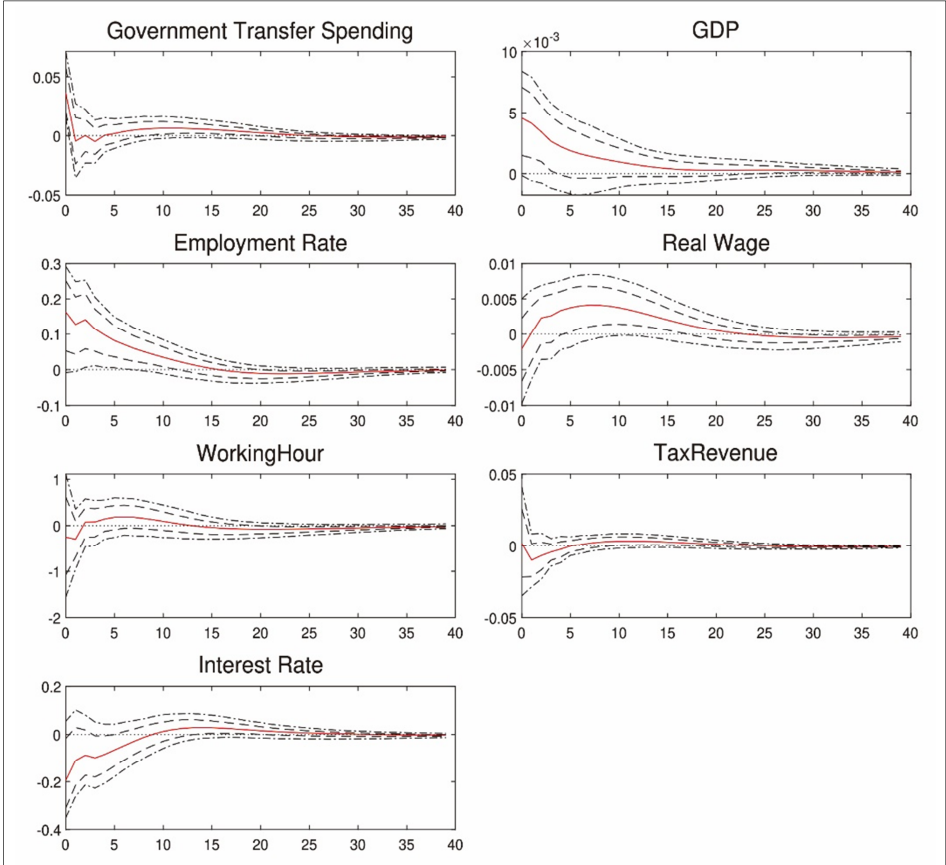 Government Transfer Spending
0.05
0
-0.05
0 5 10 15 20 25 30 35 40
GDP
×10⁻³
10
5
0
0 5 10 15 20 25 30 35 40
Employment Rate
0.3
0.2
0.1
0
-0.1
0 5 10 15 20 25 30 35 40
Real Wage
0.01
0.005
0
-0.005
-0.01
0 5 10 15 20 25 30 35 40
WorkingHour
1
0
-1
-2
0 5 10 15 20 25 30 35 40
TaxRevenue
0.05
0
-0.05
0 5 10 15 20 25 30 35 40
Interest Rate
0.2
0
-0.2
-0.4
0 5 10 15 20 25 30 35 40